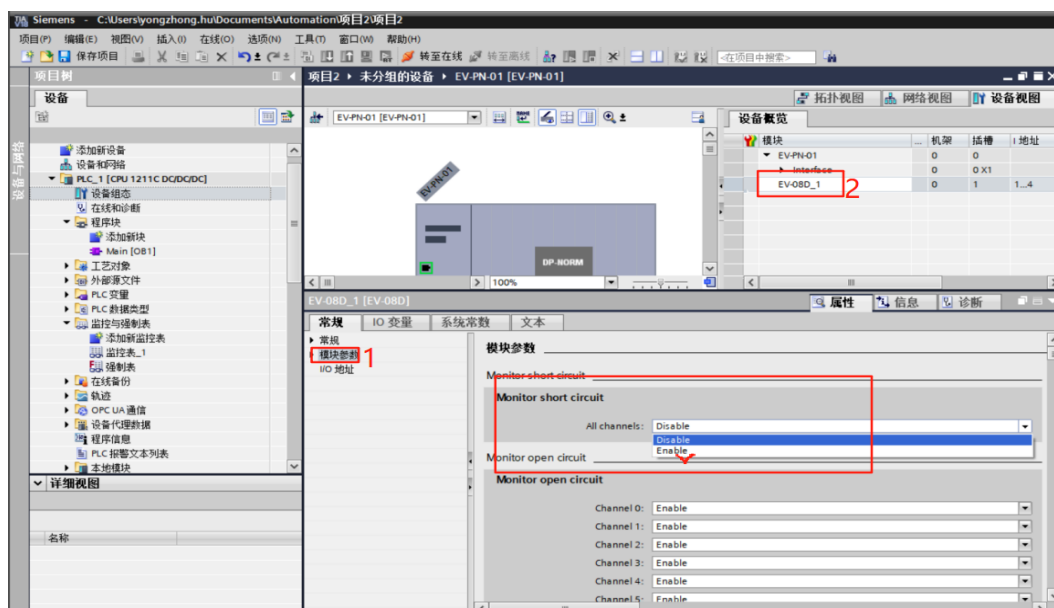 Siemens - C:\Users\yongzhong.hu\Documents\Automation\项目2\项目2
项目(P) 编辑(E) 视图(V) 插入(I) 在线(O) 选项(N) 工具(T) 窗口(W) 帮助(H)
保存项目 转至在线 转至离线 <在项目中搜索>
项目树
设备
设备与网络
添加新设备
设备和网络
PLC_1 [CPU 1211C DC/DC/DC]
设备组态
在线和诊断
程序块
添加新块
Main [OB1]
工艺对象
外部源文件
PLC 变量
PLC 数据类型
监控与强制表
添加新监控表
监控表_1
强制表
在线备份
轨迹
OPC UA 通信
设备代理数据
程序信息
PLC 报警文本列表
本地模块
详细视图
名称
项目2 ▸ 未分组的设备 ▸ EV-PN-01 [EV-PN-01]
拓扑视图 网络视图 设备视图
EV-PN-01 [EV-PN-01]
EV-PN-01
DP-NORM
100%
设备概览
模块 ... 机架 插槽 I 地址
EV-PN-01 0 0
Interface 0 0 X1
EV-08D_1 0 1 1...4
2
EV-08D_1 [EV-08D]
属性 信息 诊断
常规 IO 变量 系统常数 文本
常规
模块参数 1
I/O 地址
模块参数
Monitor short circuit
Monitor short circuit
All channels: Disable
Disable
Enable
Monitor open circuit
Monitor open circuit
Channel 0: Enable
Channel 1: Enable
Channel 2: Enable
Channel 3: Enable
Channel 4: Enable
Channel 5: Enable